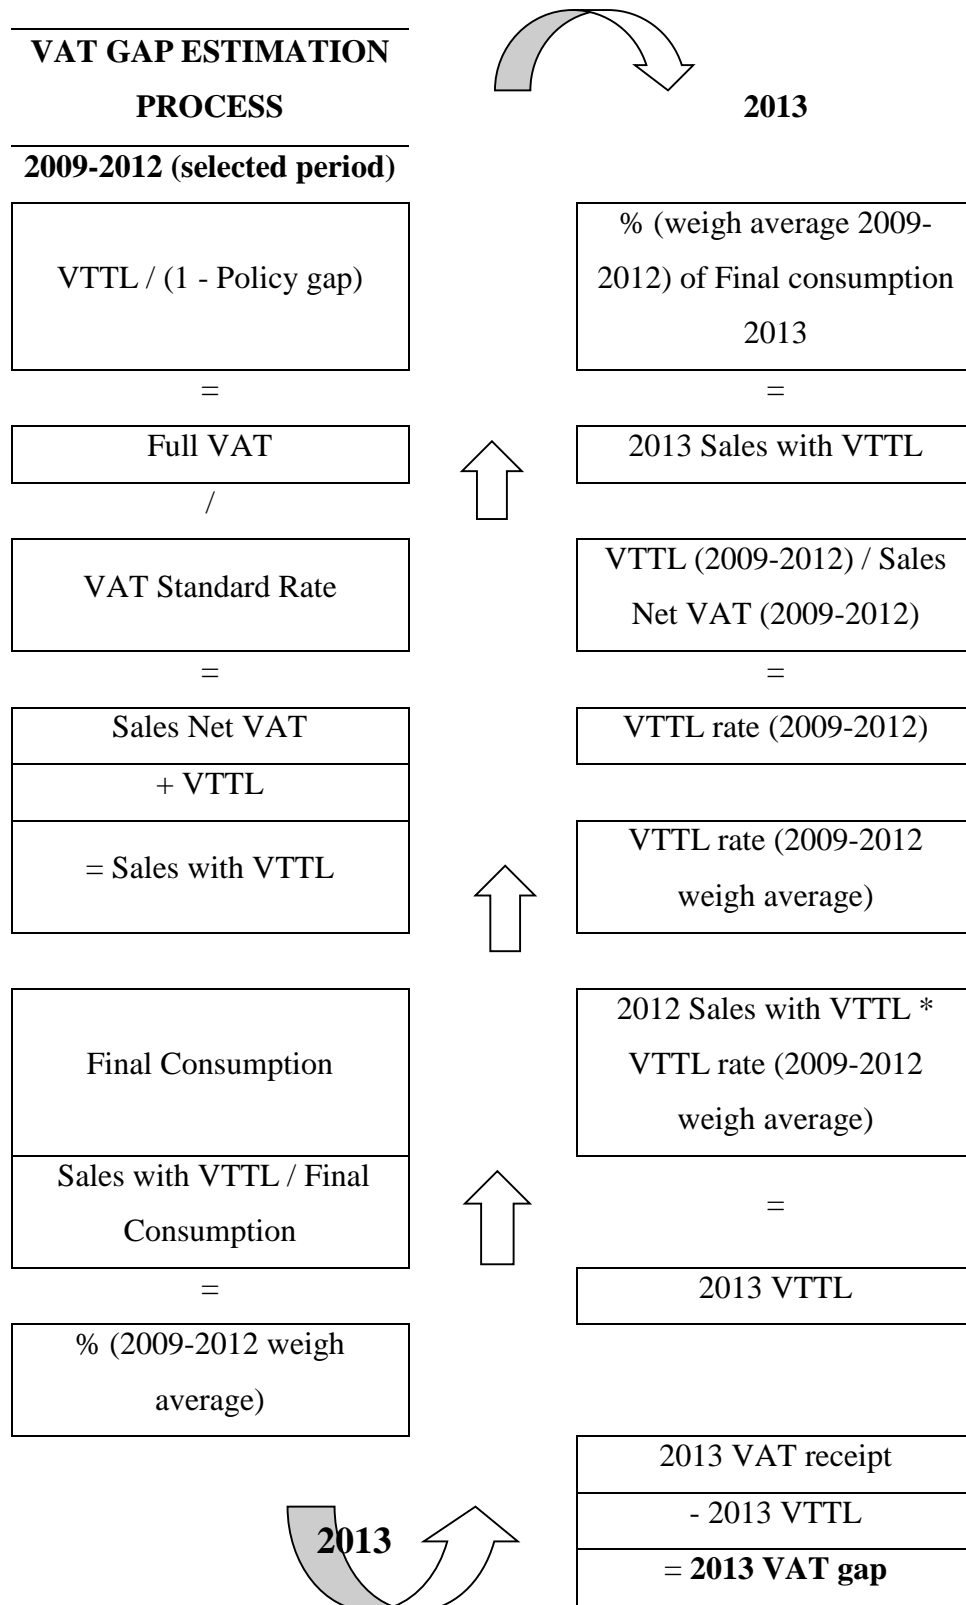 VAT GAP ESTIMATION
PROCESS
2009-2012 (selected period)
VTTL / (1 - Policy gap)
=
Full VAT
/
VAT Standard Rate
=
Sales Net VAT
+ VTTL
= Sales with VTTL
Final Consumption
Sales with VTTL / Final
Consumption
=
% (2009-2012 weigh
average)
2013
2013
% (weigh average 2009-
2012) of Final consumption
2013
=
2013 Sales with VTTL
VTTL (2009-2012) / Sales
Net VAT (2009-2012)
=
VTTL rate (2009-2012)
VTTL rate (2009-2012
weigh average)
2012 Sales with VTTL *
VTTL rate (2009-2012
weigh average)
=
2013 VTTL
2013 VAT receipt
- 2013 VTTL
= 2013 VAT gap